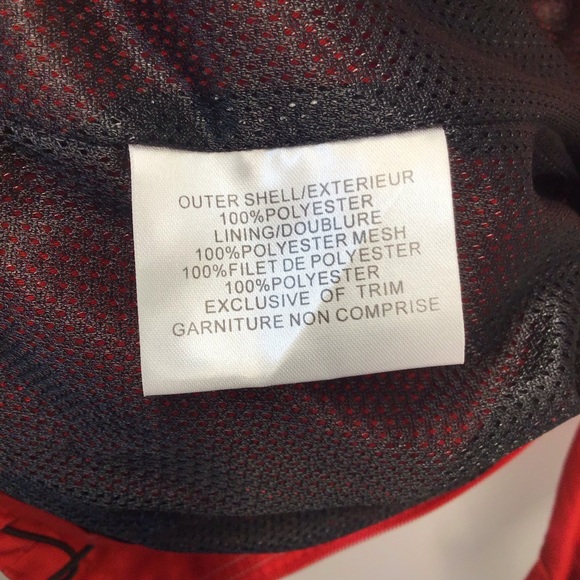 OUTER SHELL/EXTERIEUR
100%POLYESTER
LINING/DOUBLURE
100%POLYESTER MESH
100%FILET DE POLYESTER
100%POLYESTER
EXCLUSIVE OF TRIM
GARNITURE NON COMPRISE